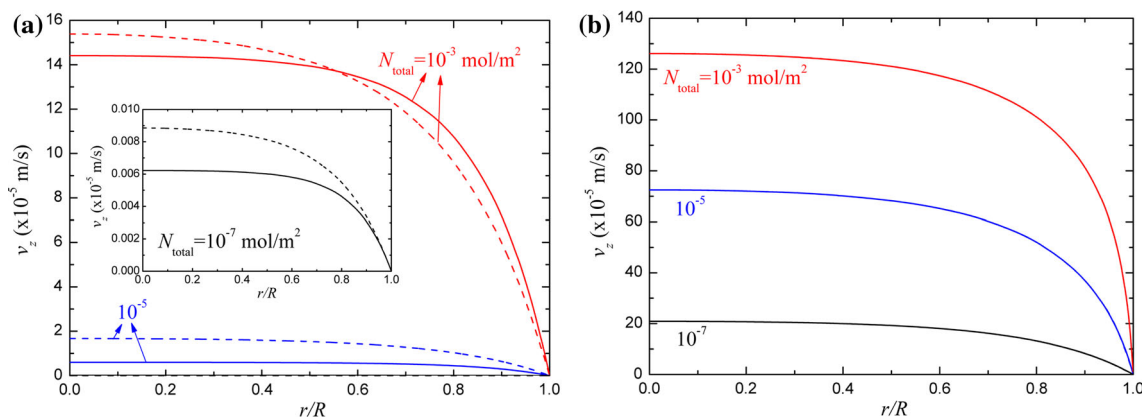 (a)
16
14
12
10
8
6
4
2
0
v_z (x10^-5 m/s)
N_total=10^-3 mol/m^2
0.010
0.008
0.006
0.004
0.002
0.000
v_z (x10^-5 m/s)
N_total=10^-7 mol/m^2
0.0 0.2 0.4 0.6 0.8 1.0
r/R
10^-5
0.0 0.2 0.4 0.6 0.8 1.0
r/R
(b)
140
120
100
80
60
40
20
0
v_z (x10^-5 m/s)
N_total=10^-3 mol/m^2
10^-5
10^-7
0.0 0.2 0.4 0.6 0.8 1.0
r/R